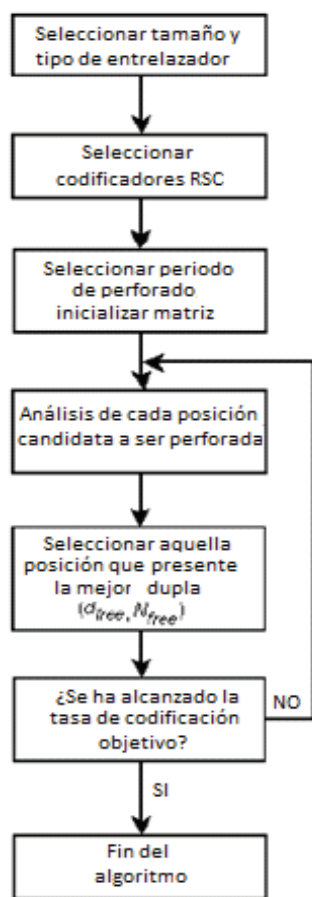 Seleccionar tamaño y
tipo de entrelazador
Seleccionar
codificadores RSC
Seleccionar periodo
de perforado
inicializar matriz
Análisis de cada posición
candidata a ser perforada
Seleccionar aquella
posición que presente
la mejor dupla
(d_free, N_free)
¿Se ha alcanzado la
tasa de codificación
objetivo?
NO
SI
Fin del
algoritmo